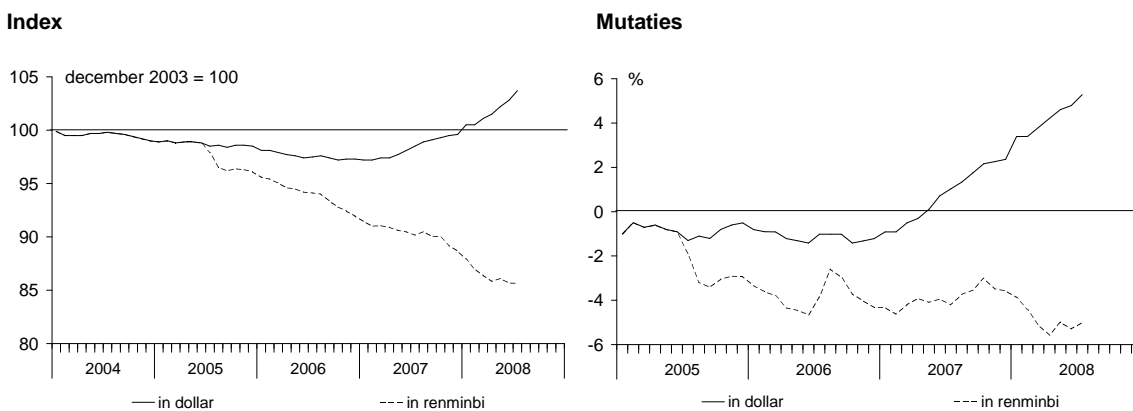 Index
december 2003 = 100
105
100
95
90
85
80
2004 2005 2006 2007 2008
in dollar in renminbi
Mutaties
%
6
4
2
0
-2
-4
-6
2005 2006 2007 2008
in dollar in renminbi